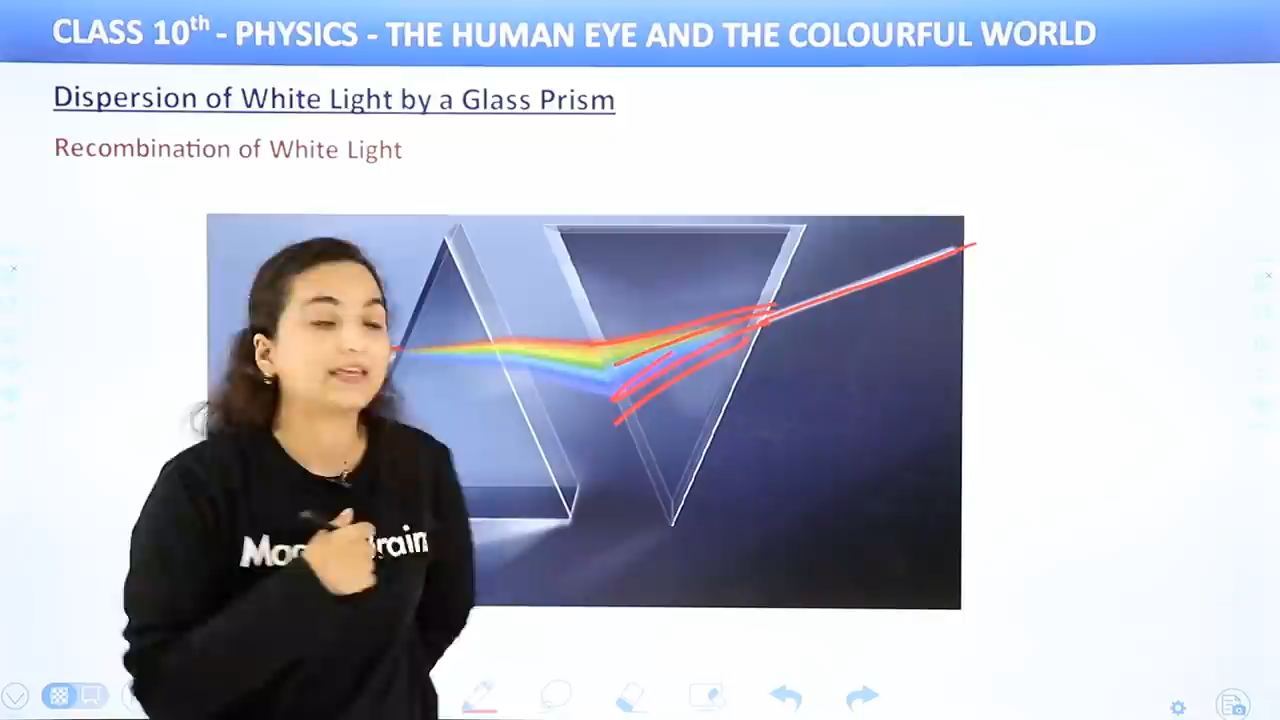 CLASS 10th - PHYSICS - THE HUMAN EYE AND THE COLOURFUL WORLD
Dispersion of White Light by a Glass Prism
Recombination of White Light